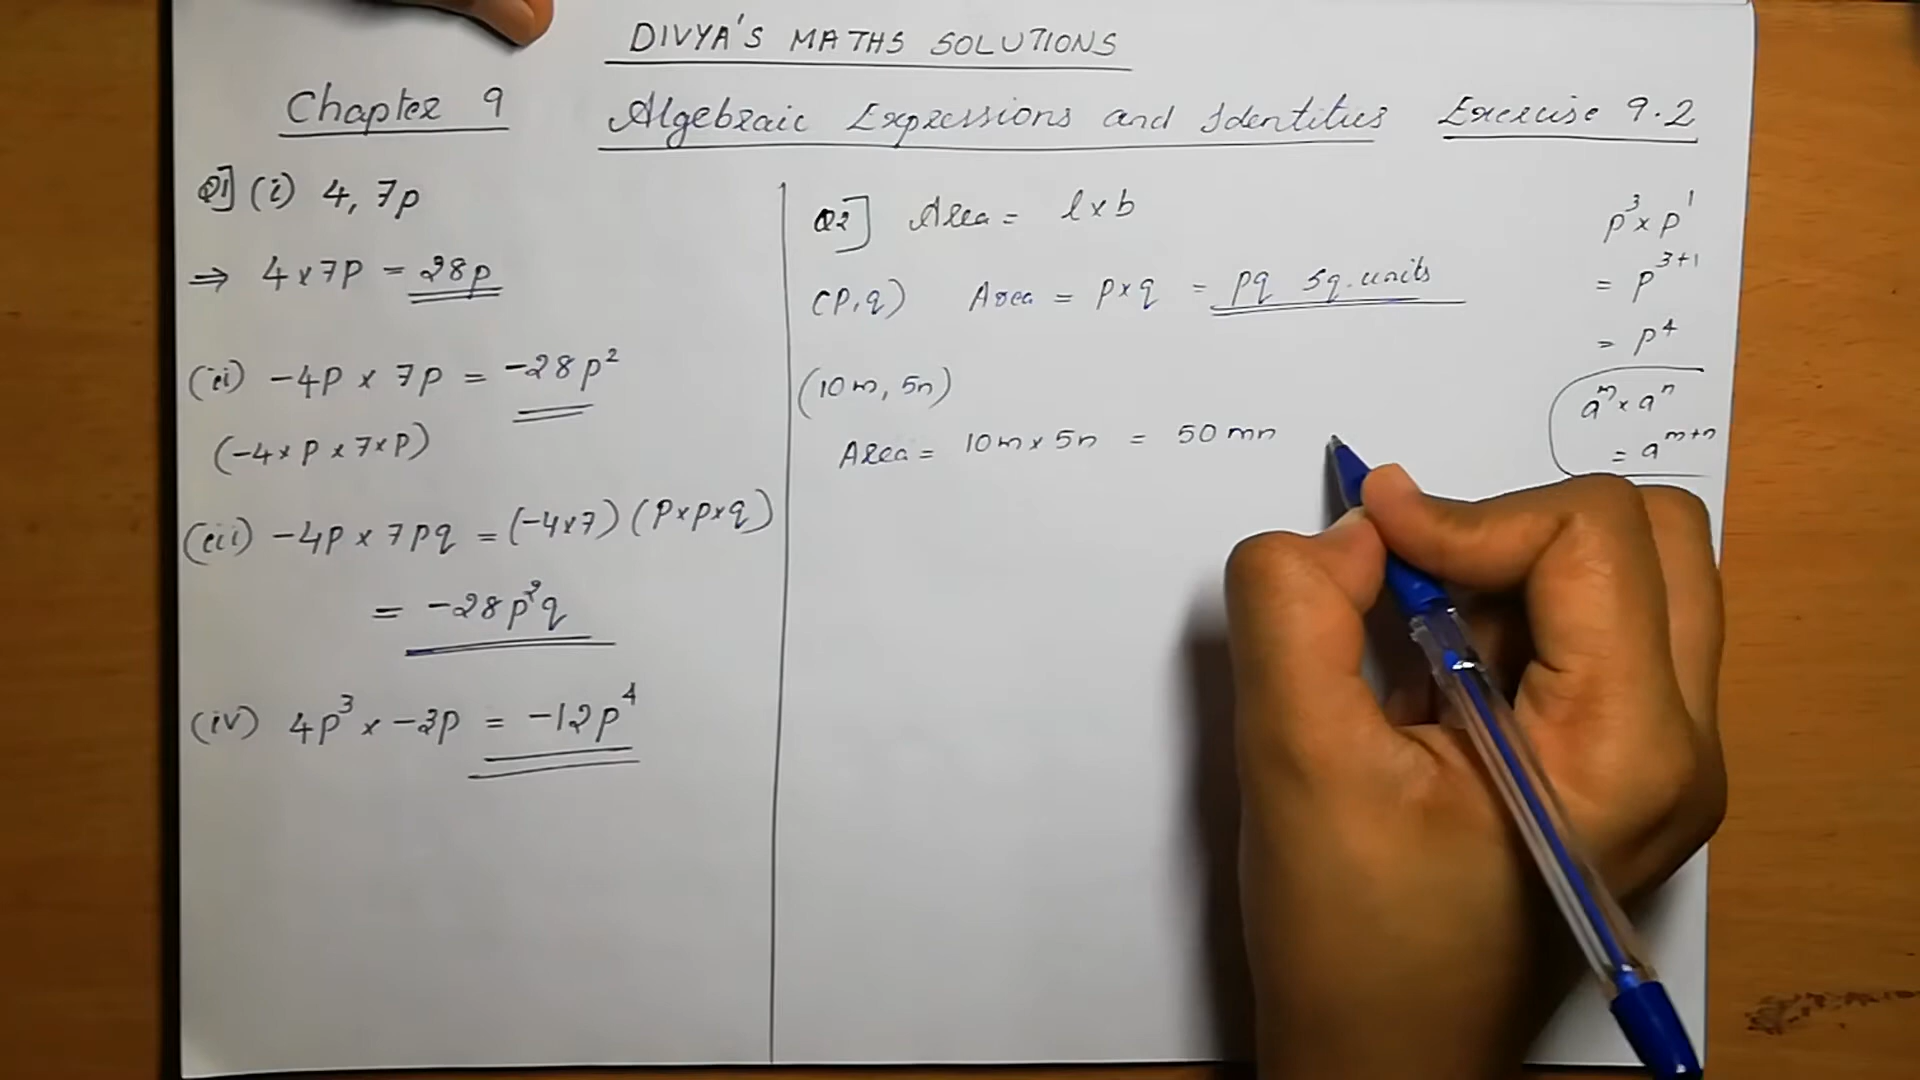 DIVYA'S MATHS SOLUTIONS
Chapter 9 Algebraic Expressions and Identities Exercise 9.2
Q1] (i) 4, 7p
⇒ 4 × 7p = 28p
(ii) -4p × 7p = -28p²
(-4 × p × 7 × p)
(iii) -4p × 7pq = (-4×7) (p×p×q)
= -28p²q
(iv) 4p³ × -3p = -12p⁴
Q2] Area = l×b
(p,q) Area = p×q = pq sq.units
(10m, 5n)
Area = 10m × 5n = 50mn
p³ × p¹
= p³⁺¹
= p⁴
aᵐ × aⁿ
= aᵐ⁺ⁿ